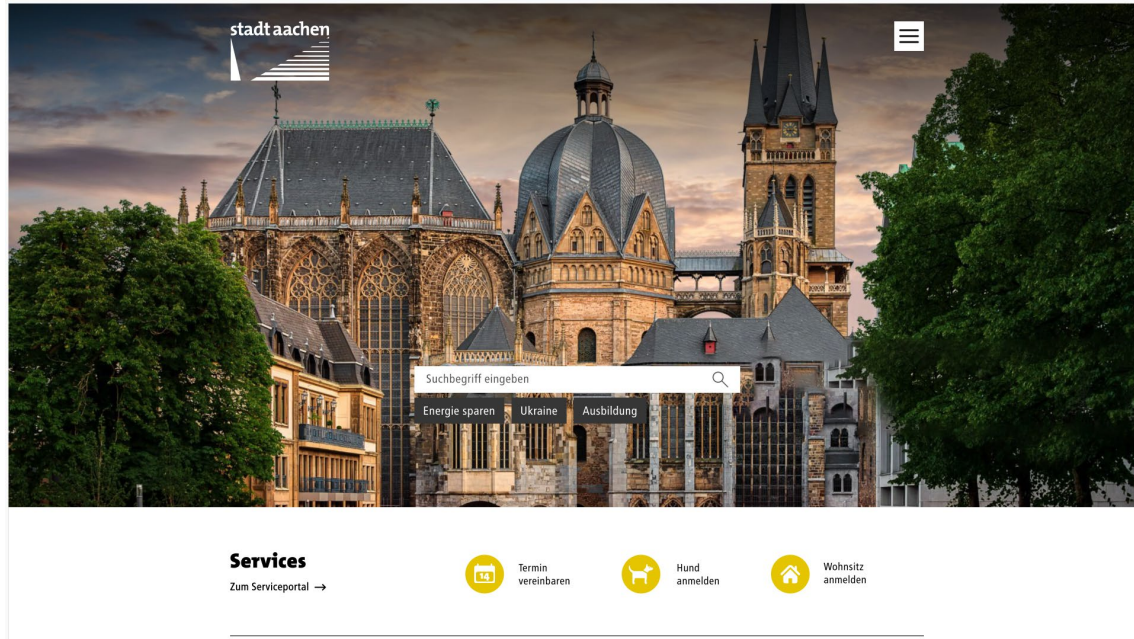 stadt aachen
Suchbegriff eingeben
Energie sparen
Ukraine
Ausbildung
Services
Zum Serviceportal →
14
Termin
vereinbaren
Hund
anmelden
Wohnsitz
anmelden